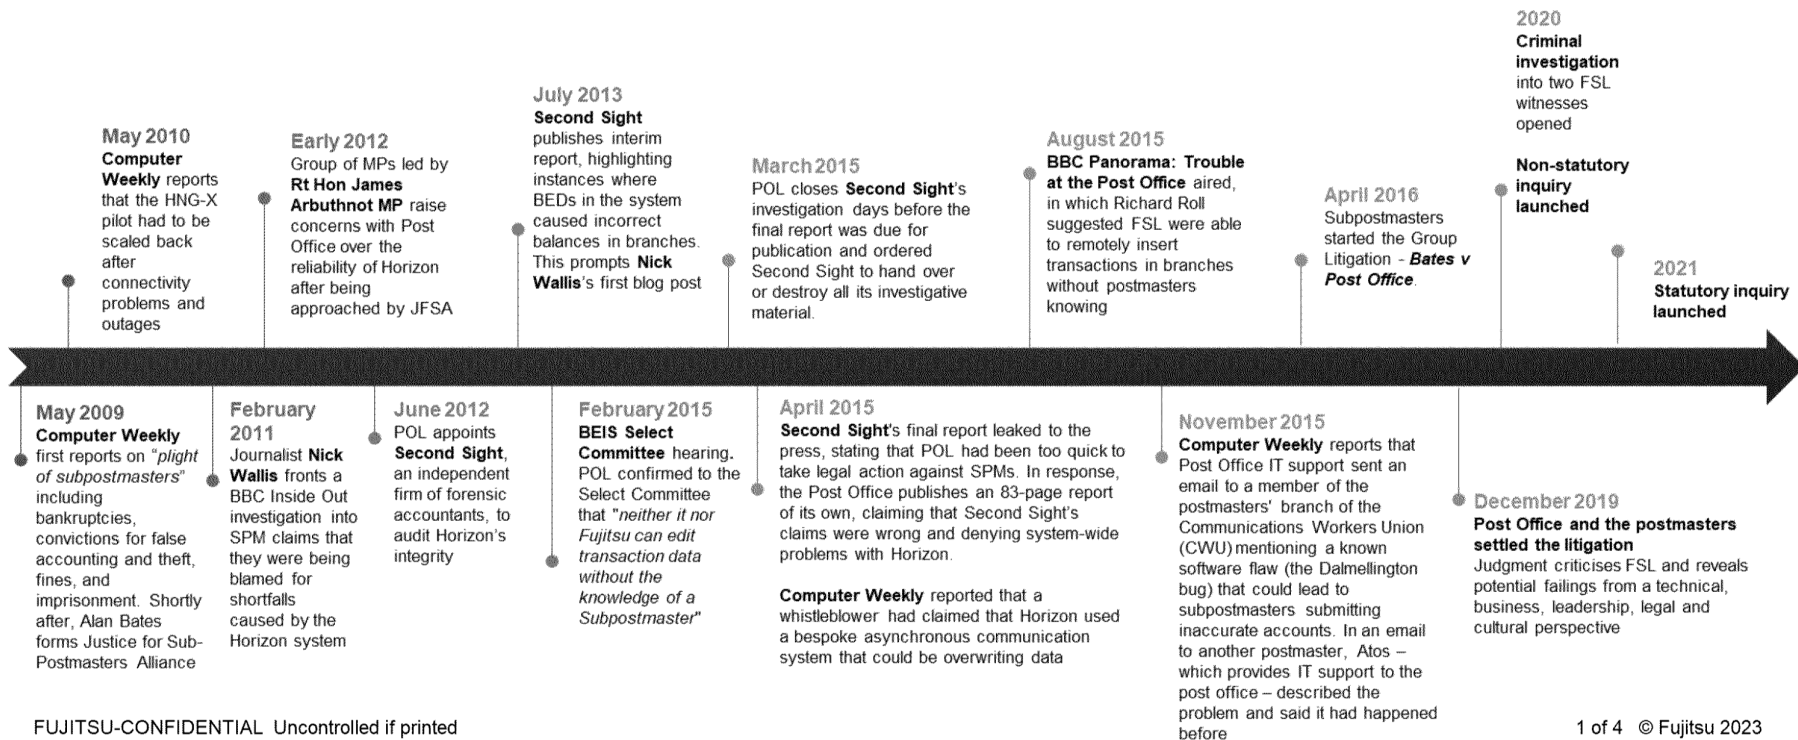 May 2010
Computer
Weekly reports
that the HNG-X
pilot had to be
scaled back
after
connectivity
problems and
outages
Early 2012
Group of MPs led by
Rt Hon James
Arbuthnot MP raise
concerns with Post
Office over the
reliability of Horizon
after being
approached by JFSA
July 2013
Second Sight
publishes interim
report, highlighting
instances where
BEDs in the system
caused incorrect
balances in branches.
This prompts Nick
Wallis's first blog post
March 2015
POL closes Second Sight's
investigation days before the
final report was due for
publication and ordered
Second Sight to hand over
or destroy all its investigative
material.
August 2015
BBC Panorama: Trouble
at the Post Office aired,
in which Richard Roll
suggested FSL were able
to remotely insert
transactions in branches
without postmasters
knowing
April 2016
Subpostmasters
started the Group
Litigation - Bates v
Post Office.
2020
Criminal
investigation
into two FSL
witnesses
opened
Non-statutory
inquiry
launched
2021
Statutory inquiry
launched
May 2009
Computer Weekly
first reports on "plight
of subpostmasters"
including
bankruptcies,
convictions for false
accounting and theft,
fines, and
imprisonment. Shortly
after, Alan Bates
forms Justice for Sub-
Postmasters Alliance
February
2011
Journalist Nick
Wallis fronts a
BBC Inside Out
investigation into
SPM claims that
they were being
blamed for
shortfalls
caused by the
Horizon system
June 2012
POL appoints
Second Sight,
an independent
firm of forensic
accountants, to
audit Horizon's
integrity
February 2015
BEIS Select
Committee hearing.
POL confirmed to the
Select Committee
that "neither it nor
Fujitsu can edit
transaction data
without the
knowledge of a
Subpostmaster"
April 2015
Second Sight's final report leaked to the
press, stating that POL had been too quick to
take legal action against SPMs. In response,
the Post Office publishes an 83-page report
of its own, claiming that Second Sight's
claims were wrong and denying system-wide
problems with Horizon.
Computer Weekly reported that a
whistleblower had claimed that Horizon used
a bespoke asynchronous communication
system that could be overwriting data
November 2015
Computer Weekly reports that
Post Office IT support sent an
email to a member of the
postmasters' branch of the
Communications Workers Union
(CWU) mentioning a known
software flaw (the Dalmellington
bug) that could lead to
subpostmasters submitting
inaccurate accounts. In an email
to another postmaster, Atos –
which provides IT support to the
post office – described the
problem and said it had happened
before
December 2019
Post Office and the postmasters
settled the litigation
Judgment criticises FSL and reveals
potential failings from a technical,
business, leadership, legal and
cultural perspective
FUJITSU-CONFIDENTIAL Uncontrolled if printed
1 of 4 © Fujitsu 2023